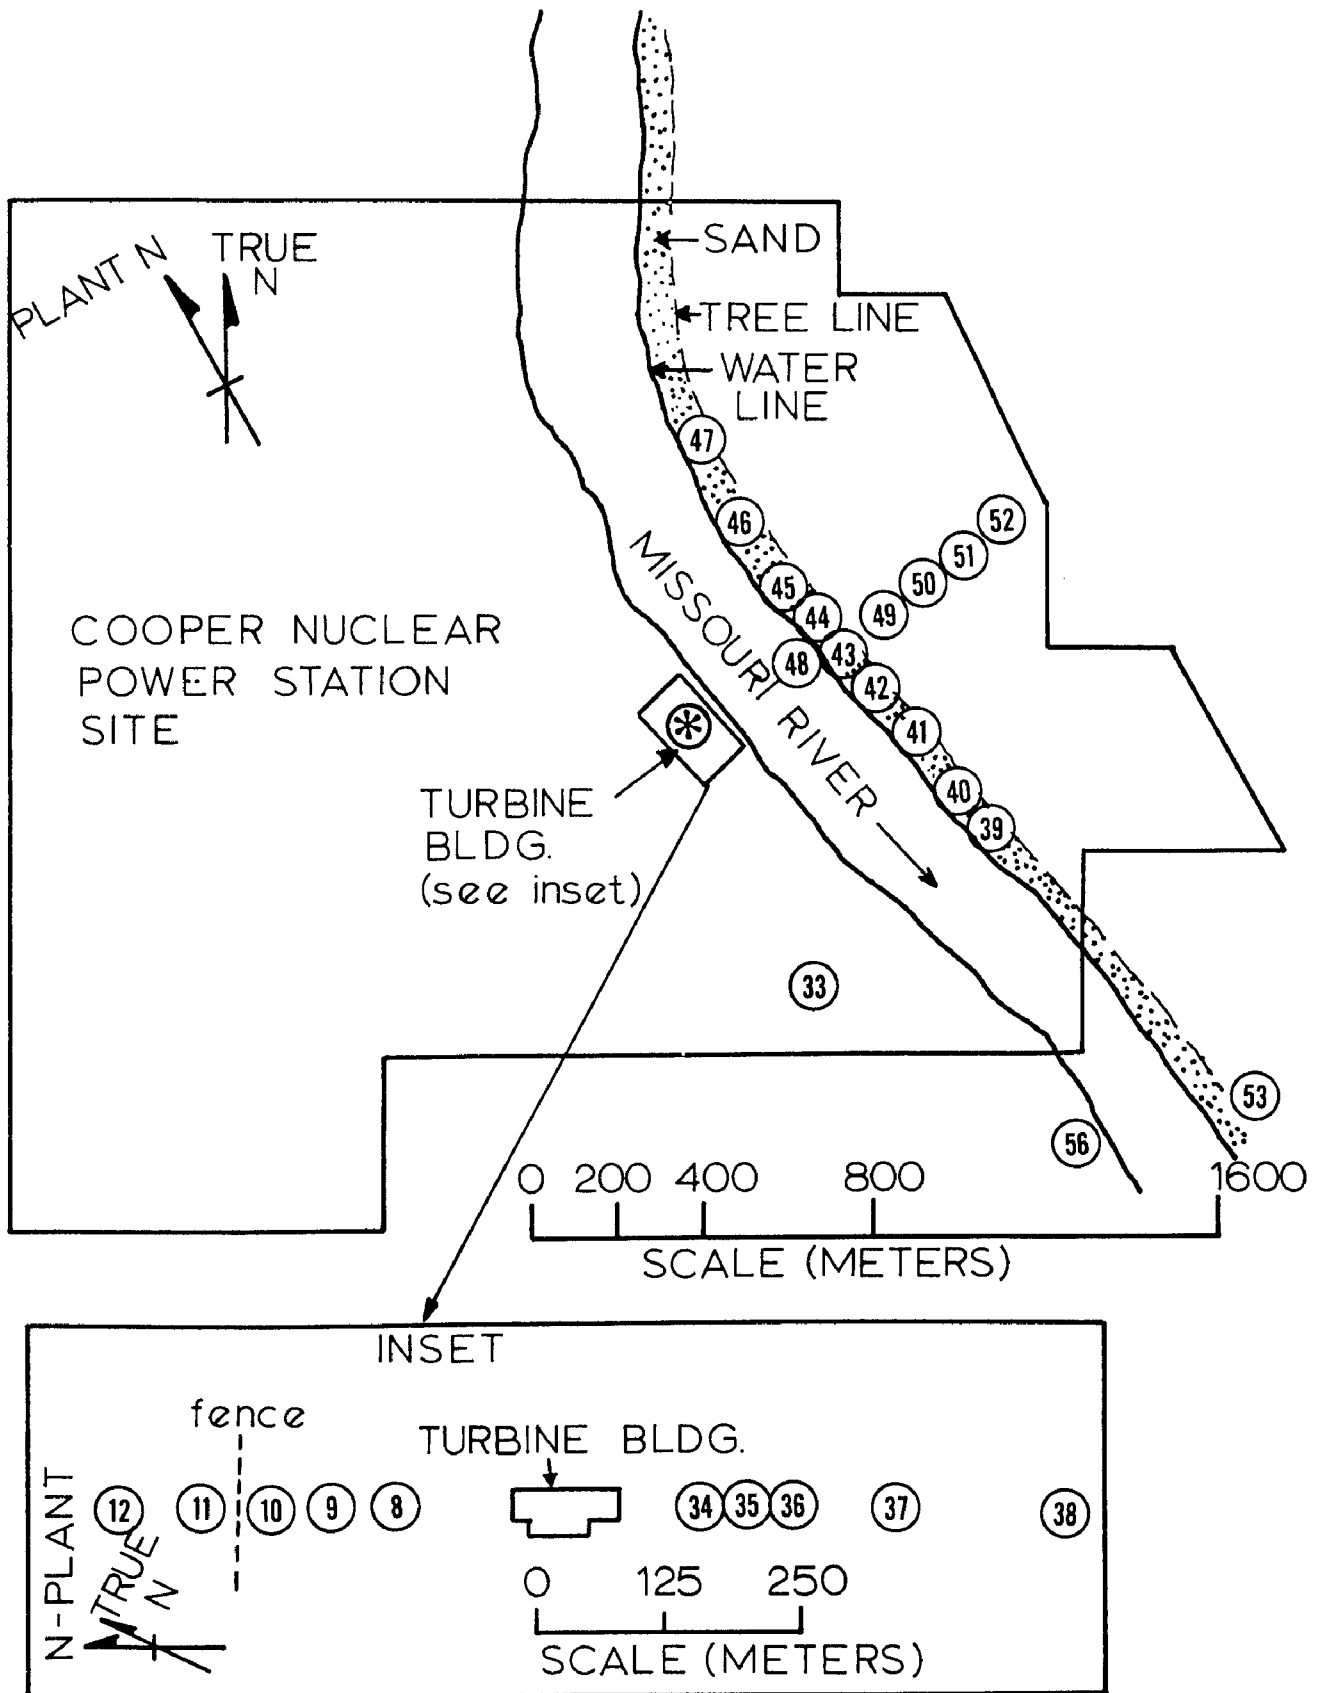 PLANT N
TRUE
N
SAND
TREE LINE
WATER
LINE
47
46
52
51
45
50
44
49
43
48
42
41
40
39
MISSOURI RIVER
COOPER NUCLEAR
POWER STATION
SITE
TURBINE
BLDG.
(see inset)
33
53
56
0 200 400 800 1600
SCALE (METERS)
INSET
fence
TURBINE BLDG.
12 11 10 9 8 34 35 36 37 38
N-PLANT
TRUE
N
0 125 250
SCALE (METERS)